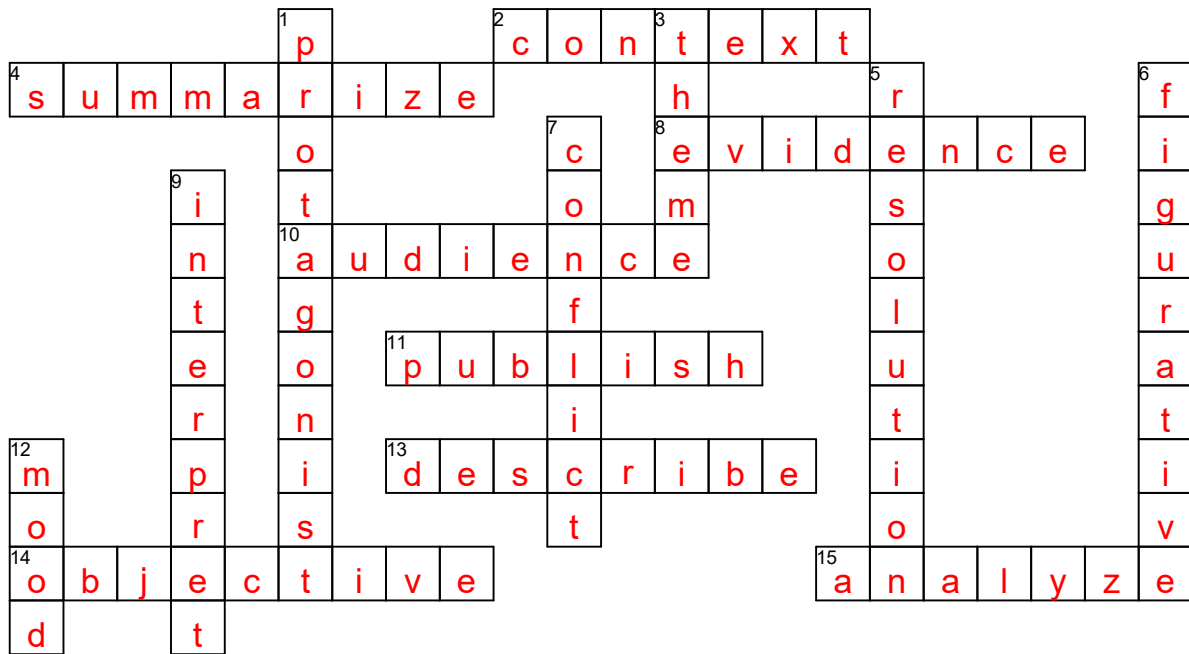 1 p 2 c o n 3 t e x t
4 s u m m a r i z e h 5 r 6 f
o 7 c 8 e v i d e n c e i
9 i t o m s g
n 10 a u d i e n c e o u
t g f l r
e o 11 p u b l i s h u a
r n i t t
12 m p i 13 d e s c r i b e i i
o r s t o v
14 o b j e c t i v e 15 a n a l y z e
d t